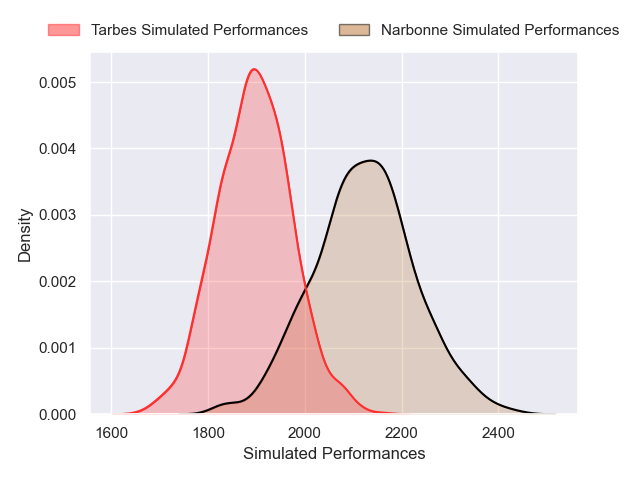 Tarbes Simulated Performances Narbonne Simulated Performances
0.005
0.004
0.003
0.002
0.001
0.000
Density
1600 1800 2000 2200 2400
Simulated Performances